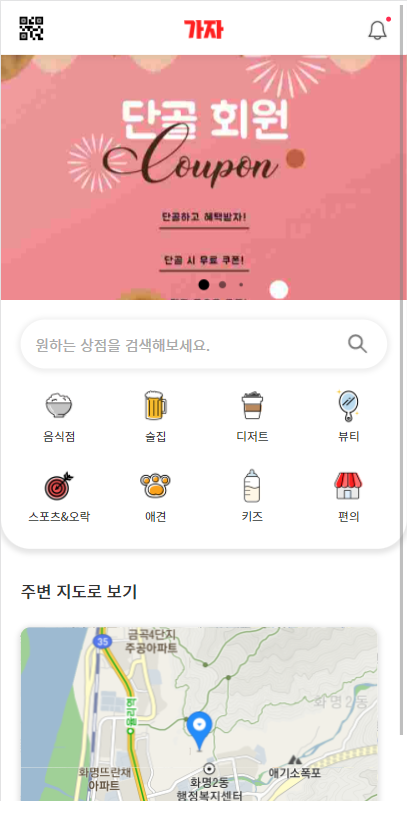 가자
단골 회원
Coupon
단골하고 혜택받자!
단골 시 무료 쿠폰!
원하는 상점을 검색해보세요.
음식점
술집
디저트
뷰티
스포츠&오락
애견
키즈
편의
주변 지도로 보기
35
금곡4단지
주공아파트
율리역
화명2동
화명뜨란채
아파트
화명2동
행정복지센터
애기소폭포